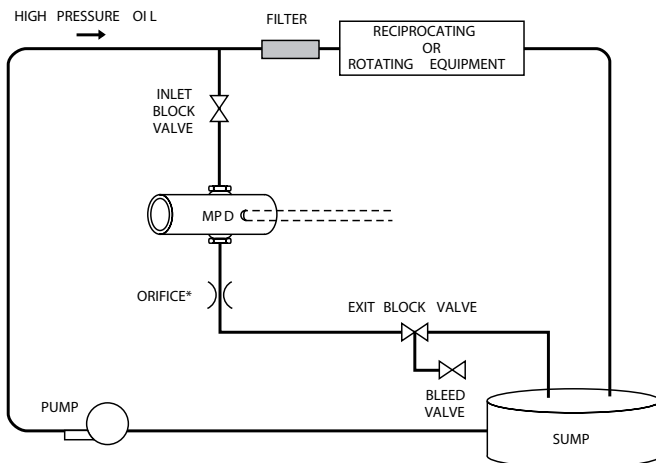 HIGH PRESSURE OIL
FILTER
RECIPROCATING
OR
ROTATING EQUIPMENT
INLET
BLOCK
VALVE
MPD
ORIFICE*
EXIT BLOCK VALVE
BLEED
VALVE
PUMP
SUMP